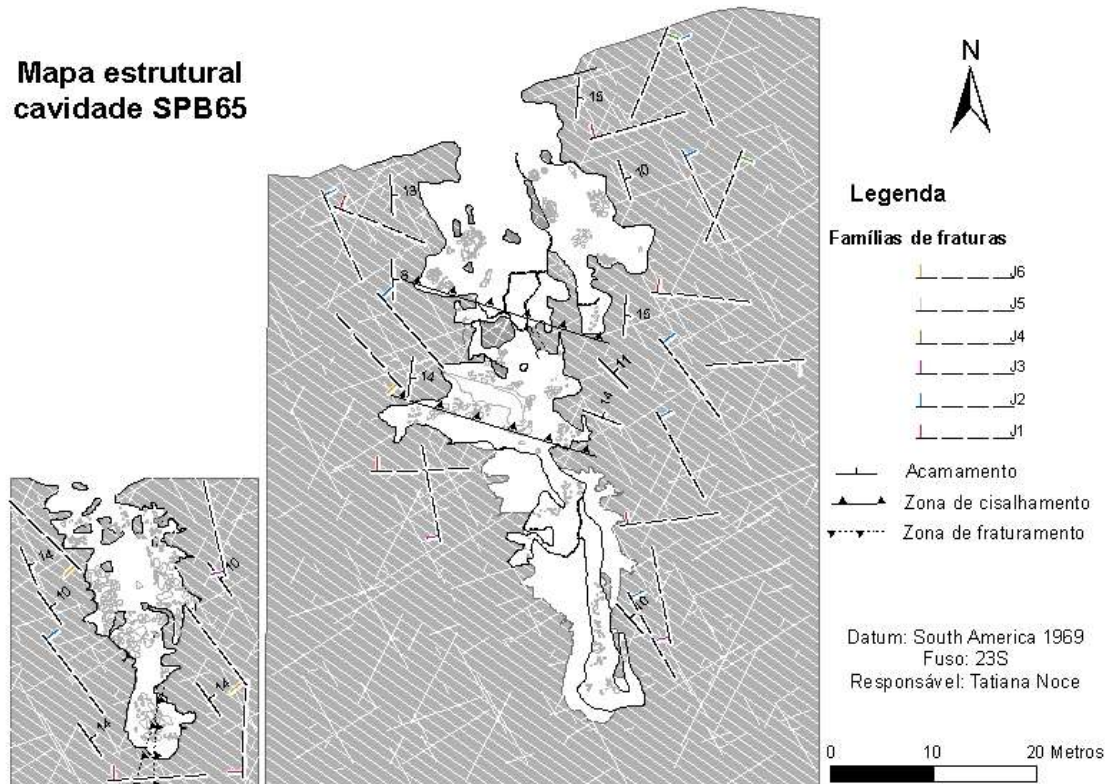 Mapa estrutural
cavidade SPB65
N
Legenda
Famílias de fraturas
J6
J5
J4
J3
J2
J1
Acamamento
Zona de cisalhamento
Zona de fraturamento
Datum: South America 1969
Fuso: 23S
Responsável: Tatiana Noce
0 10 20 Metros
15
10
13
8
15
14
11
14
40
14
10
10
14
14